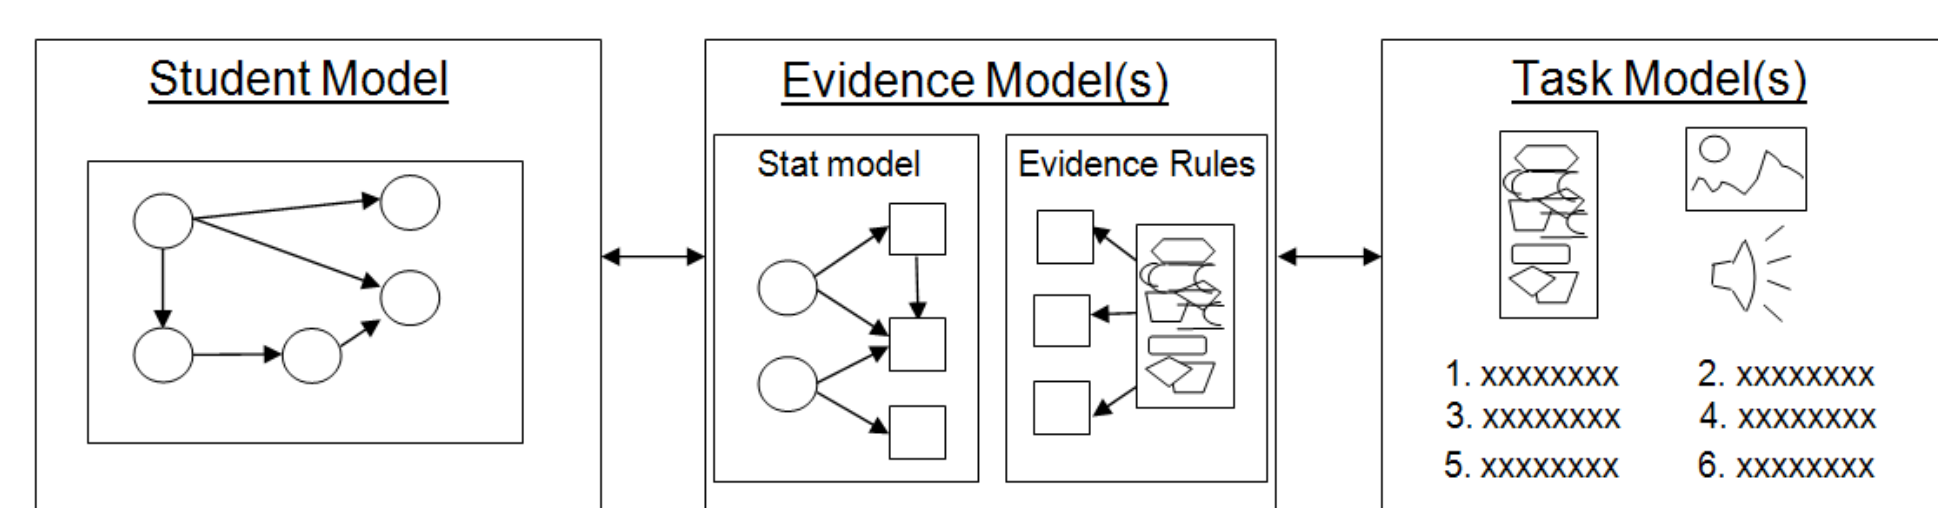 Student Model
Evidence Model(s)
Task Model(s)
Stat model
Evidence Rules
1. xxxxxxxx 2. xxxxxxxx
3. xxxxxxxx 4. xxxxxxxx
5. xxxxxxxx 6. xxxxxxxx